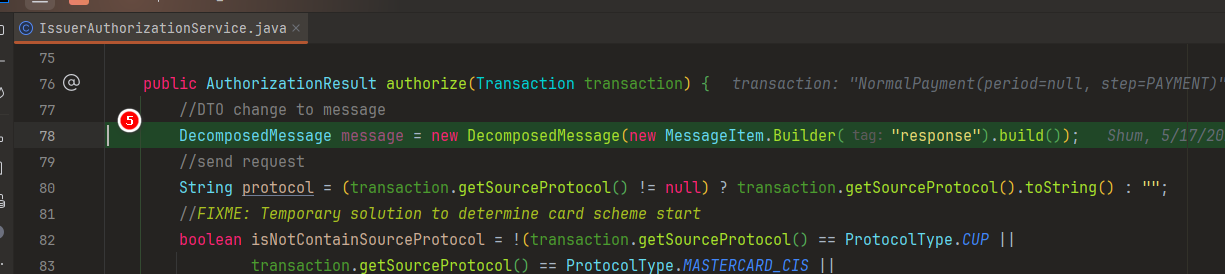 IssuerAuthorizationService.java ×
75
76 @ public AuthorizationResult authorize(Transaction transaction) { transaction: "NormalPayment(period=null, step=PAYMENT)"
77 //DTO change to message
5
78 DecomposedMessage message = new DecomposedMessage(new MessageItem.Builder( tag: "response").build()); Shum, 5/17/20
79 //send request
80 String protocol = (transaction.getSourceProtocol() != null) ? transaction.getSourceProtocol().toString() : "";
81 //FIXME: Temporary solution to determine card scheme start
82 boolean isNotContainSourceProtocol = !(transaction.getSourceProtocol() == ProtocolType.CUP ||
83 transaction.getSourceProtocol() == ProtocolType.MASTERCARD_CIS ||